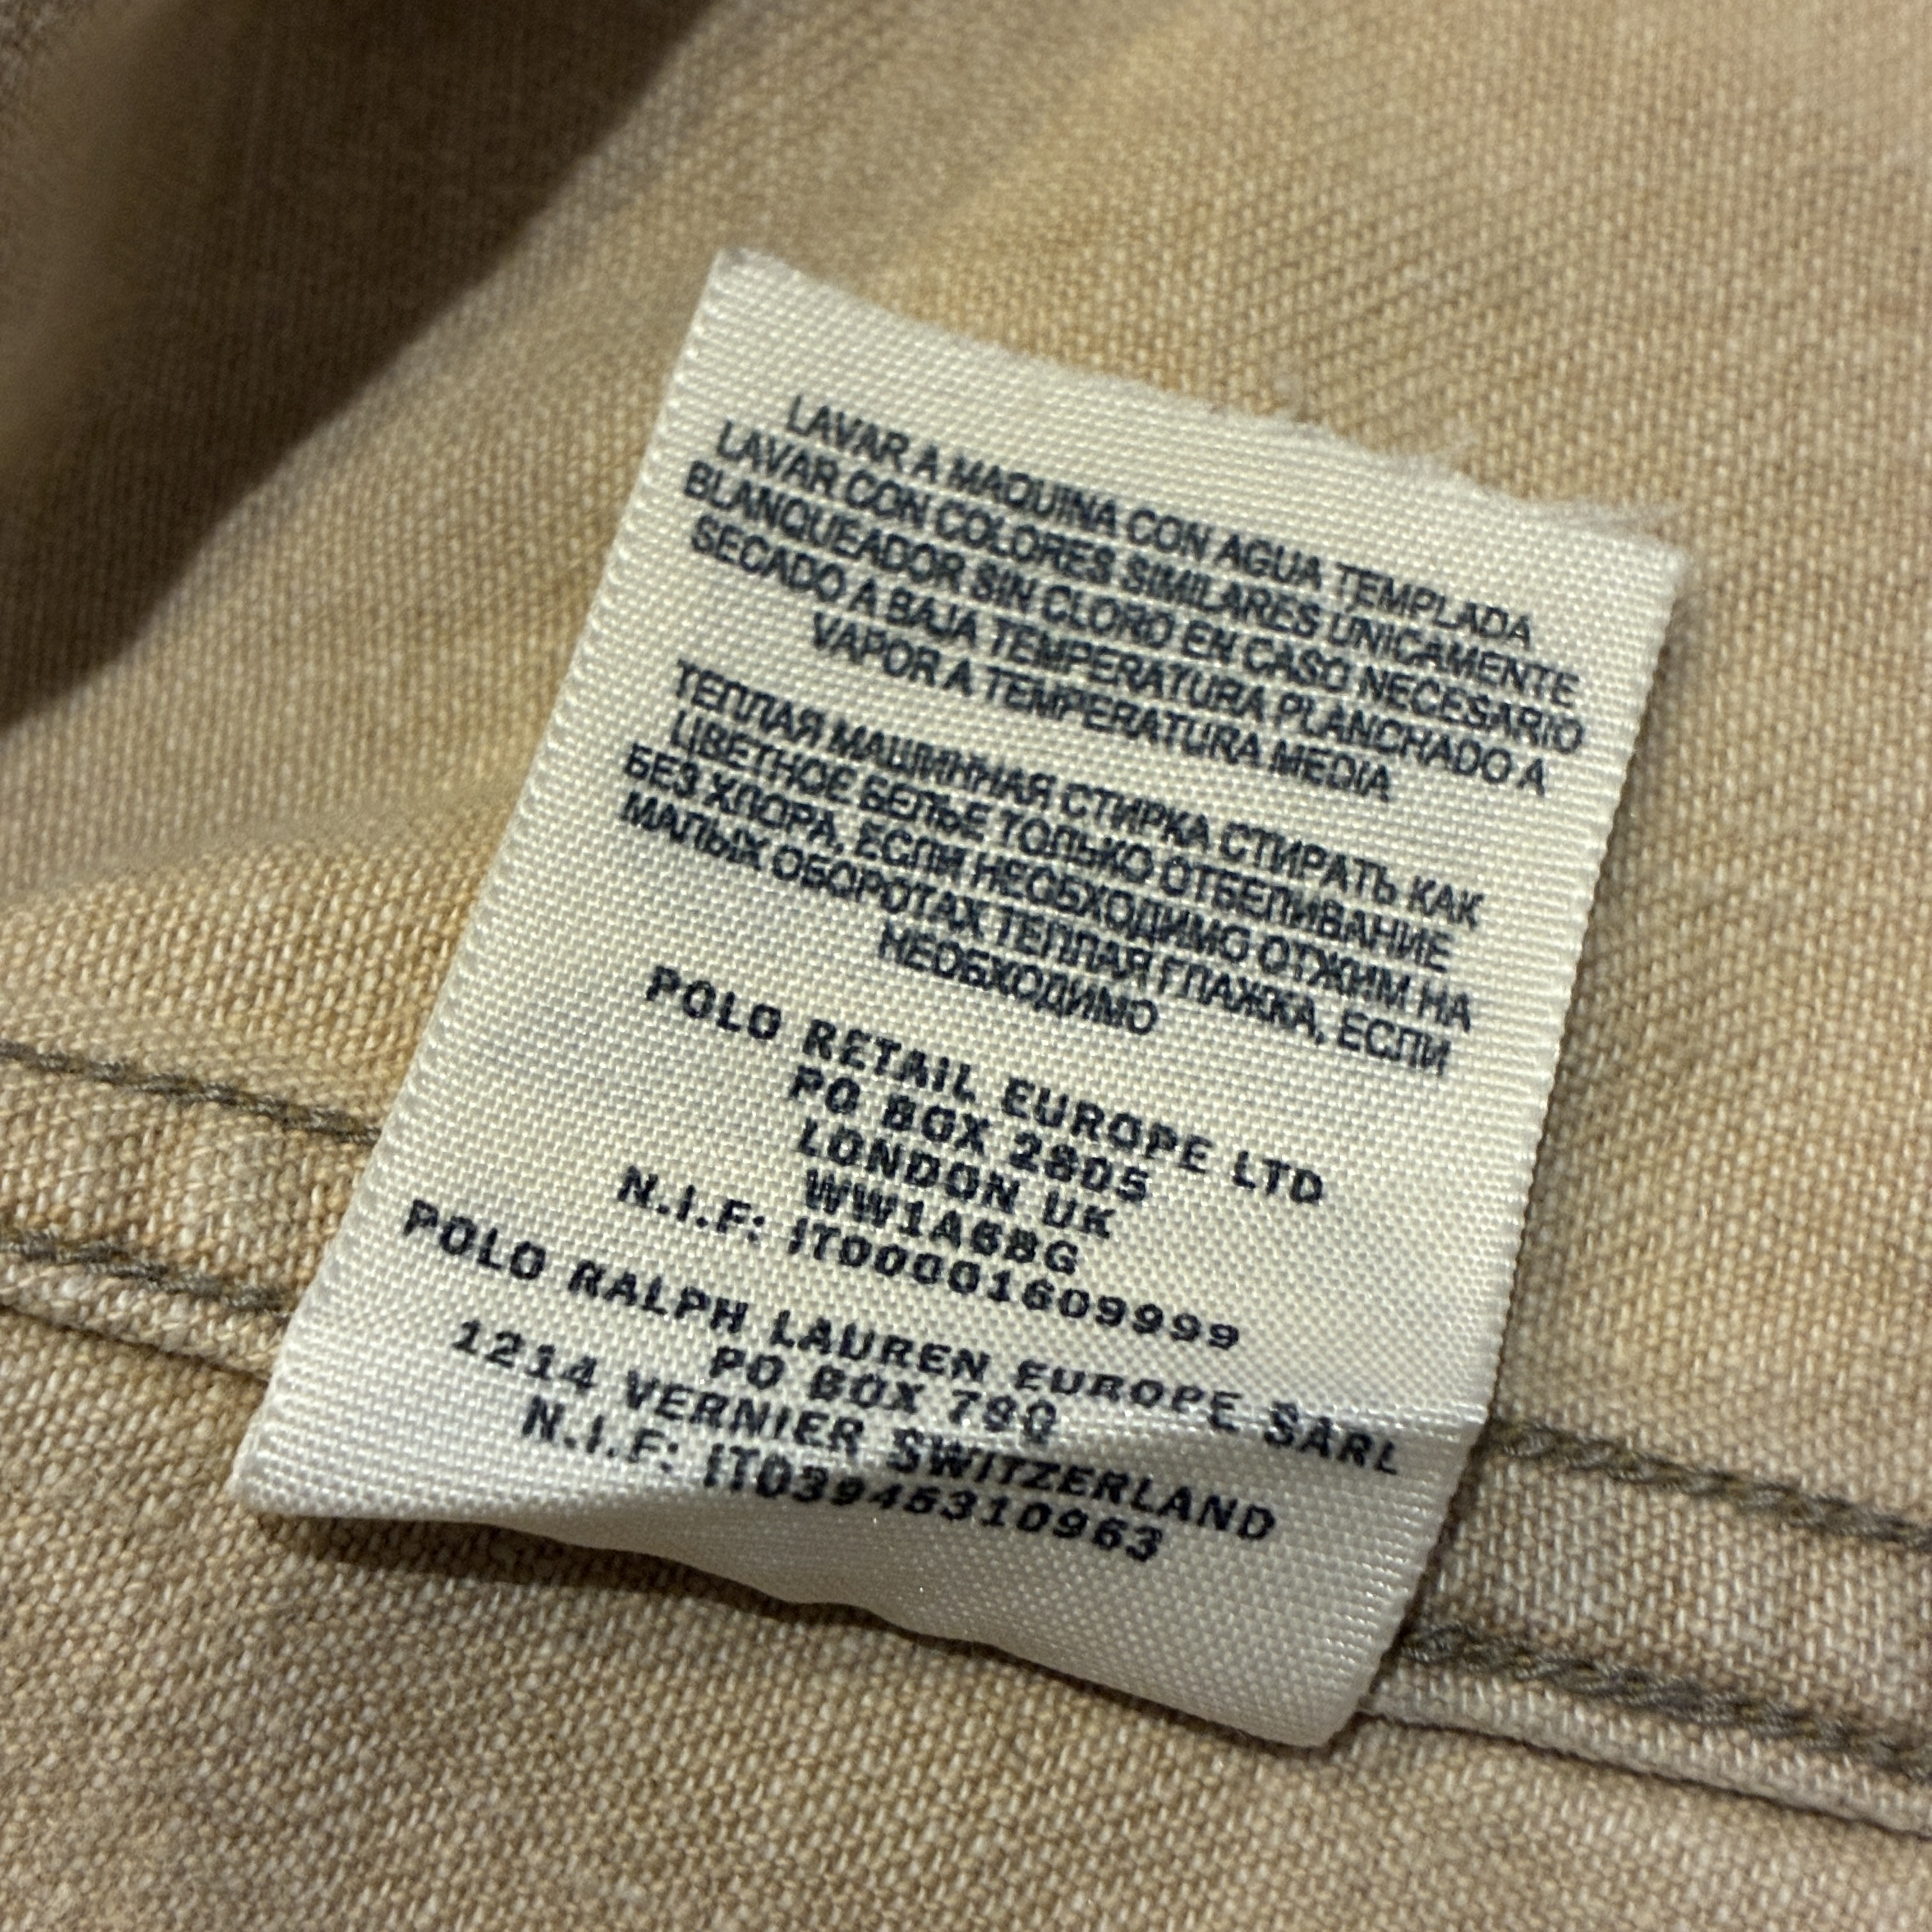 LAVAR A MAQUINA CON AGUA TEMPLADA
LAVAR CON COLORES SIMILARES UNICAMENTE
BLANQUEADOR SIN CLORO EN CASO NECESARIO
SECADO A BAJA TEMPERATURA PLANCHADO A
VAPOR A TEMPERATURA MEDIA
ТЕПЛАЯ МАШИННАЯ СТИРКА СТИРАТЬ КАК
ЦВЕТНОЕ БЕЛЬЕ ТОЛЬКО ОТБЕЛИВАНИЕ
БЕЗ ХЛОРА, ЕСЛИ НЕОБХОДИМО ОТЖИМ НА
МАЛЫХ ОБОРОТАХ ТЕПЛАЯ ГЛАЖКА, ЕСЛИ
НЕОБХОДИМО
POLO RETAIL EUROPE LTD
PO BOX 2805
LONDON UK
WW1A6BG
N.I.F: IT00001609999
POLO RALPH LAUREN EUROPE SARL
PO BOX 790
1214 VERNIER SWITZERLAND
N.I.F: IT03945310963